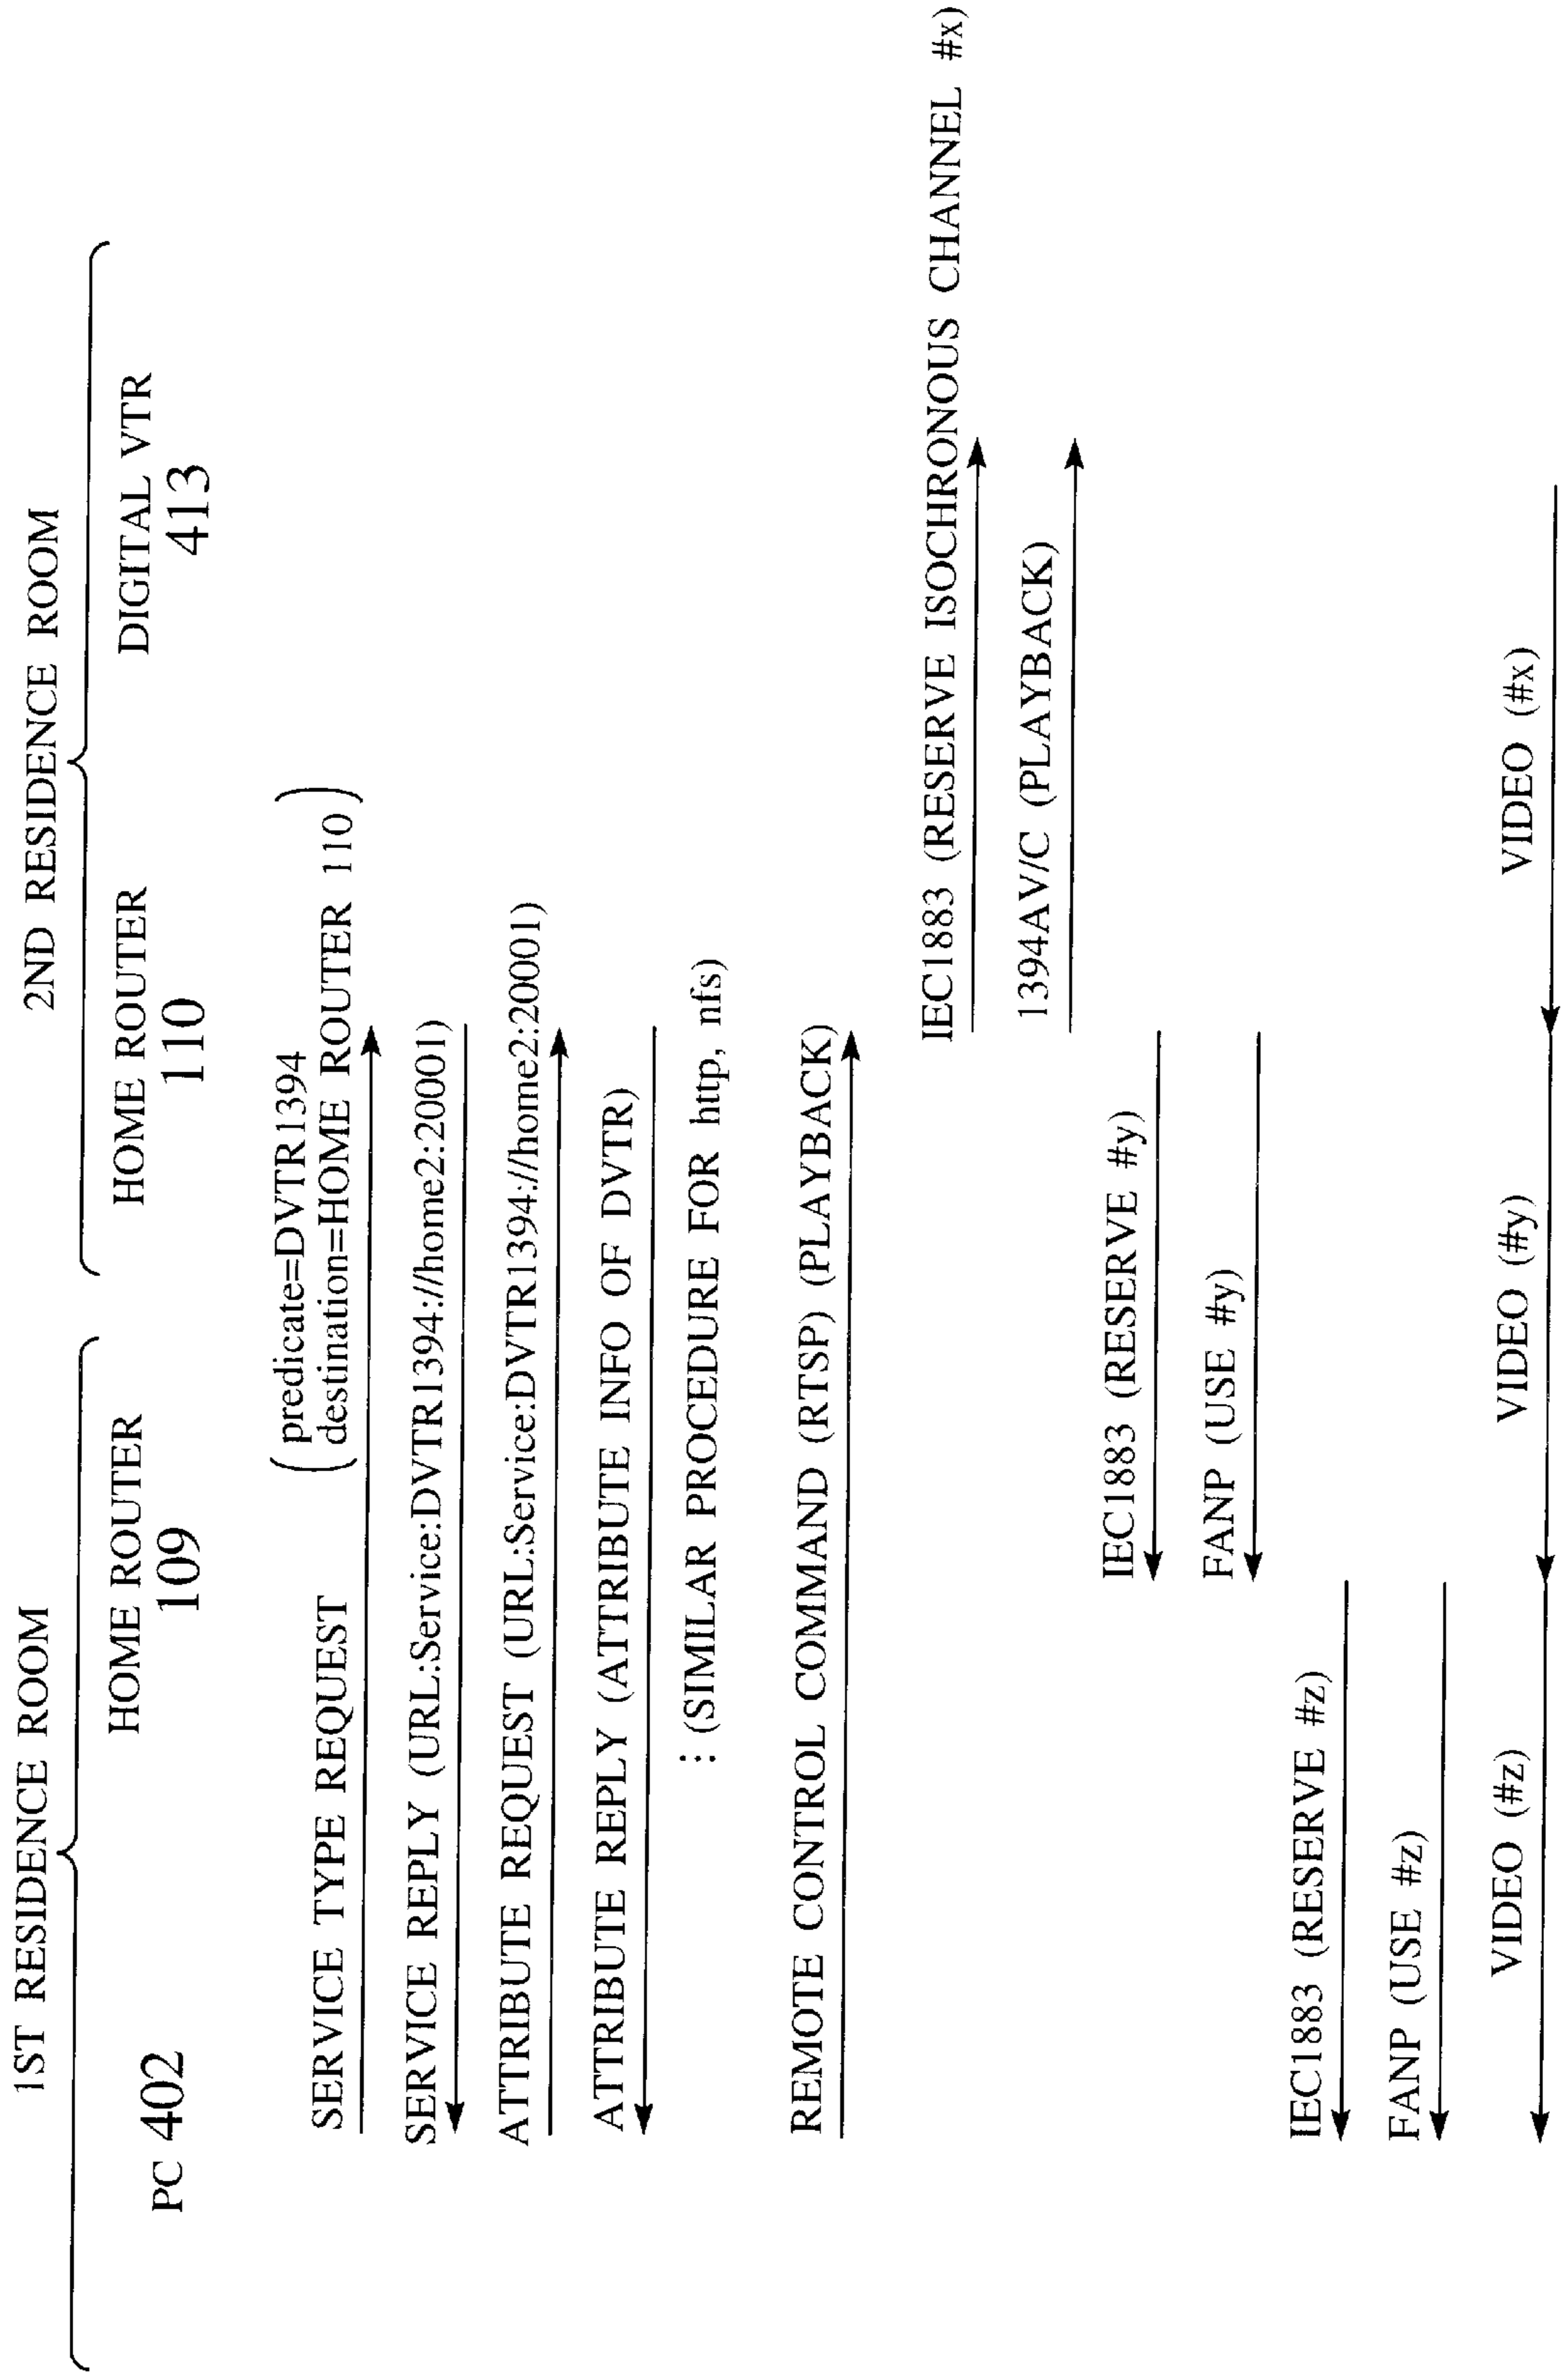 1ST RESIDENCE ROOM
2ND RESIDENCE ROOM
PC 402
HOME ROUTER
109
HOME ROUTER
110
DIGITAL VTR
413
SERVICE TYPE REQUEST
predicate=DVTR1394
destination=HOME ROUTER 110
SERVICE REPLY (URL:Service:DVTR1394://home2:20001)
ATTRIBUTE REQUEST (URL:Service:DVTR1394://home2:20001)
ATTRIBUTE REPLY (ATTRIBUTE INFO OF DVTR)
: (SIMILAR PROCEDURE FOR http, nfs)
REMOTE CONTROL COMMAND (RTSP) (PLAYBACK)
IEC1883 (RESERVE ISOCHRONOUS CHANNEL #x)
1394AV/C (PLAYBACK)
IEC1883 (RESERVE #y)
FANP (USE #y)
IEC1883 (RESERVE #z)
FANP (USE #z)
VIDEO (#z)
VIDEO (#y)
VIDEO (#x)